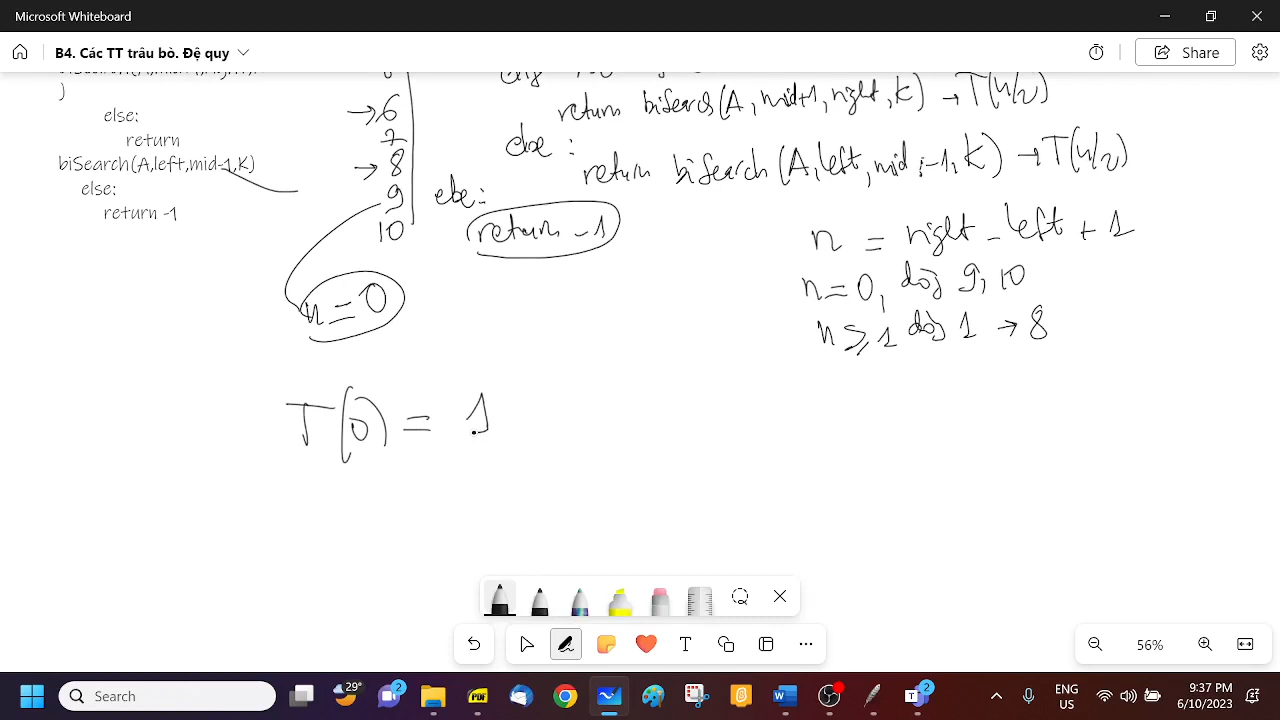 Microsoft Whiteboard
B4. Các TT trâu bò. Đệ quy
Share
)
else:
return
biSearch(A,left,mid-1,K)
else:
return -1
→ 6
7
→ 8
9
10
n = 0
return biSearch(A, mid+1, right, K) → T(n/2)
else :
return biSearch(A, left, mid-1, K) → T(n/2)
else:
return -1
n = right - left + 1
n = 0, dòng 9, 10
n ≥ 1 dòng 1 → 8
T(0) = 1
56%
Search
29°
2
PDF
2
ENG
US
9:37 PM
6/10/2023